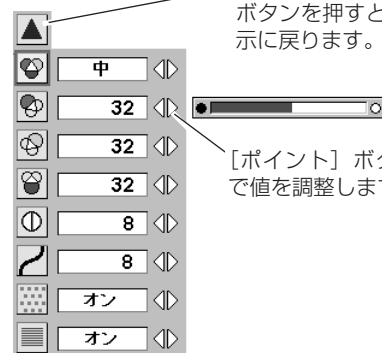 ボタンを押すと
示に戻ります。
中
32
32
32
8
8
オン
オン
［ポイント］ボタ
で値を調整しま